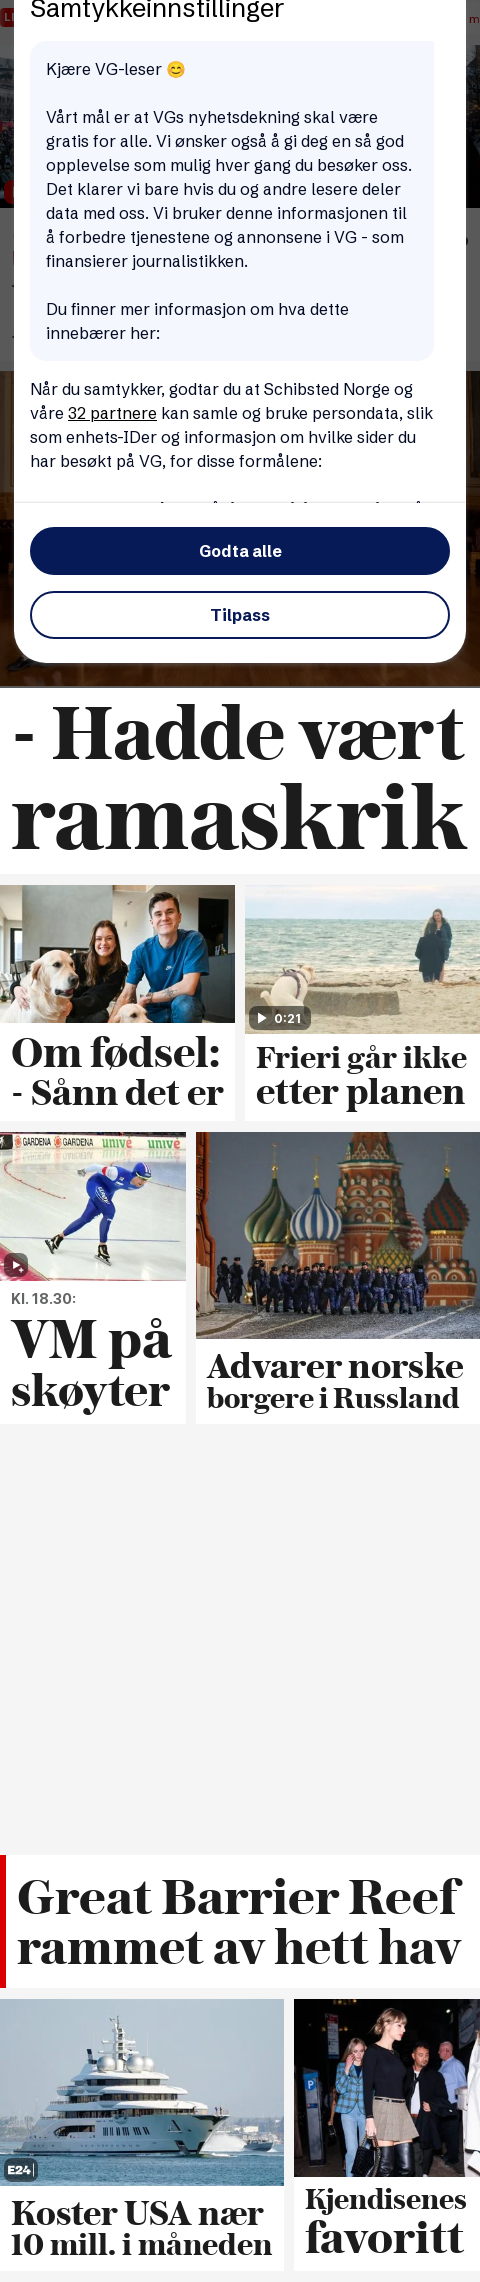 Samtykkeinnstillinger
Kjære VG-leser 😊
Vårt mål er at VGs nyhetsdekning skal være
gratis for alle. Vi ønsker også å gi deg en så god
opplevelse som mulig hver gang du besøker oss.
Det klarer vi bare hvis du og andre lesere deler
data med oss. Vi bruker denne informasjonen til
å forbedre tjenestene og annonsene i VG - som
finansierer journalistikken.
Du finner mer informasjon om hva dette
innebærer her:
Når du samtykker, godtar du at Schibsted Norge og
våre 32 partnere kan samle og bruke persondata, slik
som enhets-IDer og informasjon om hvilke sider du
har besøkt på VG, for disse formålene:
Godta alle
Tilpass
- Hadde vært
ramaskrik
0:21
Om fødsel:
- Sånn det er
Frieri går ikke
etter planen
GARDENA GARDENA univé univé
Kl. 18.30:
VM på
skøyter
Advarer norske
borgere i Russland
Great Barrier Reef
rammet av hett hav
P
E24
Koster USA nær
10 mill. i måneden
Kjendisenes
favoritt